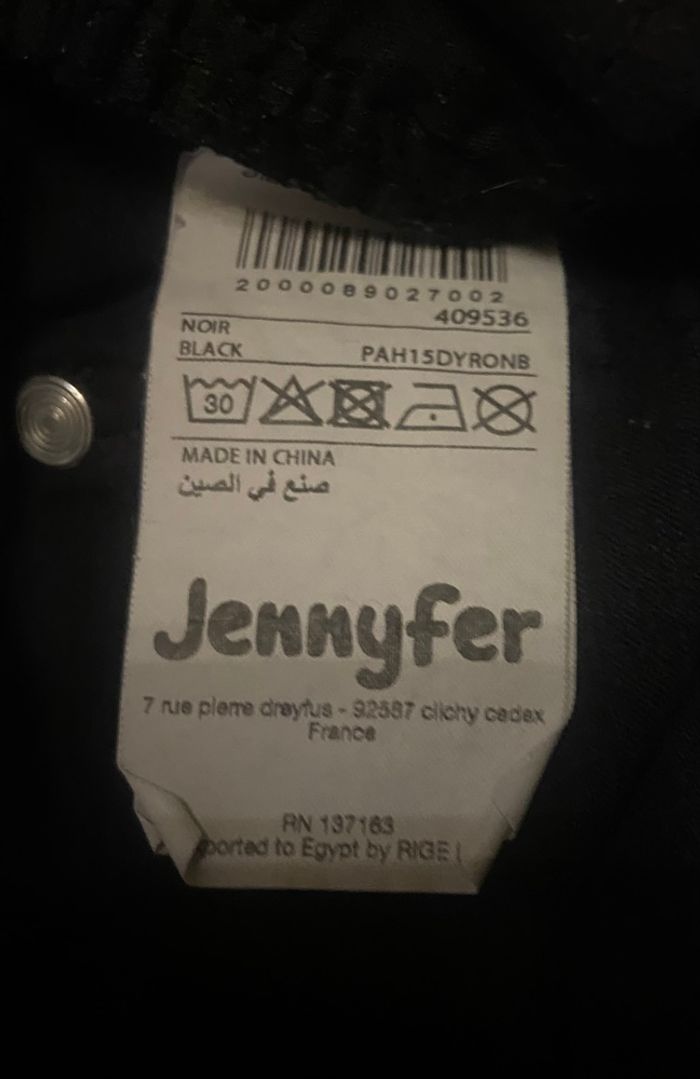 2000089027002
409536
NOIR
BLACK PAH15DYRONB
30
MADE IN CHINA
صنع في الصين
Jennyfer
7 rue pierre dreyfus - 92587 clichy cedex
France
RN 137163
ported to Egypt by RIGE